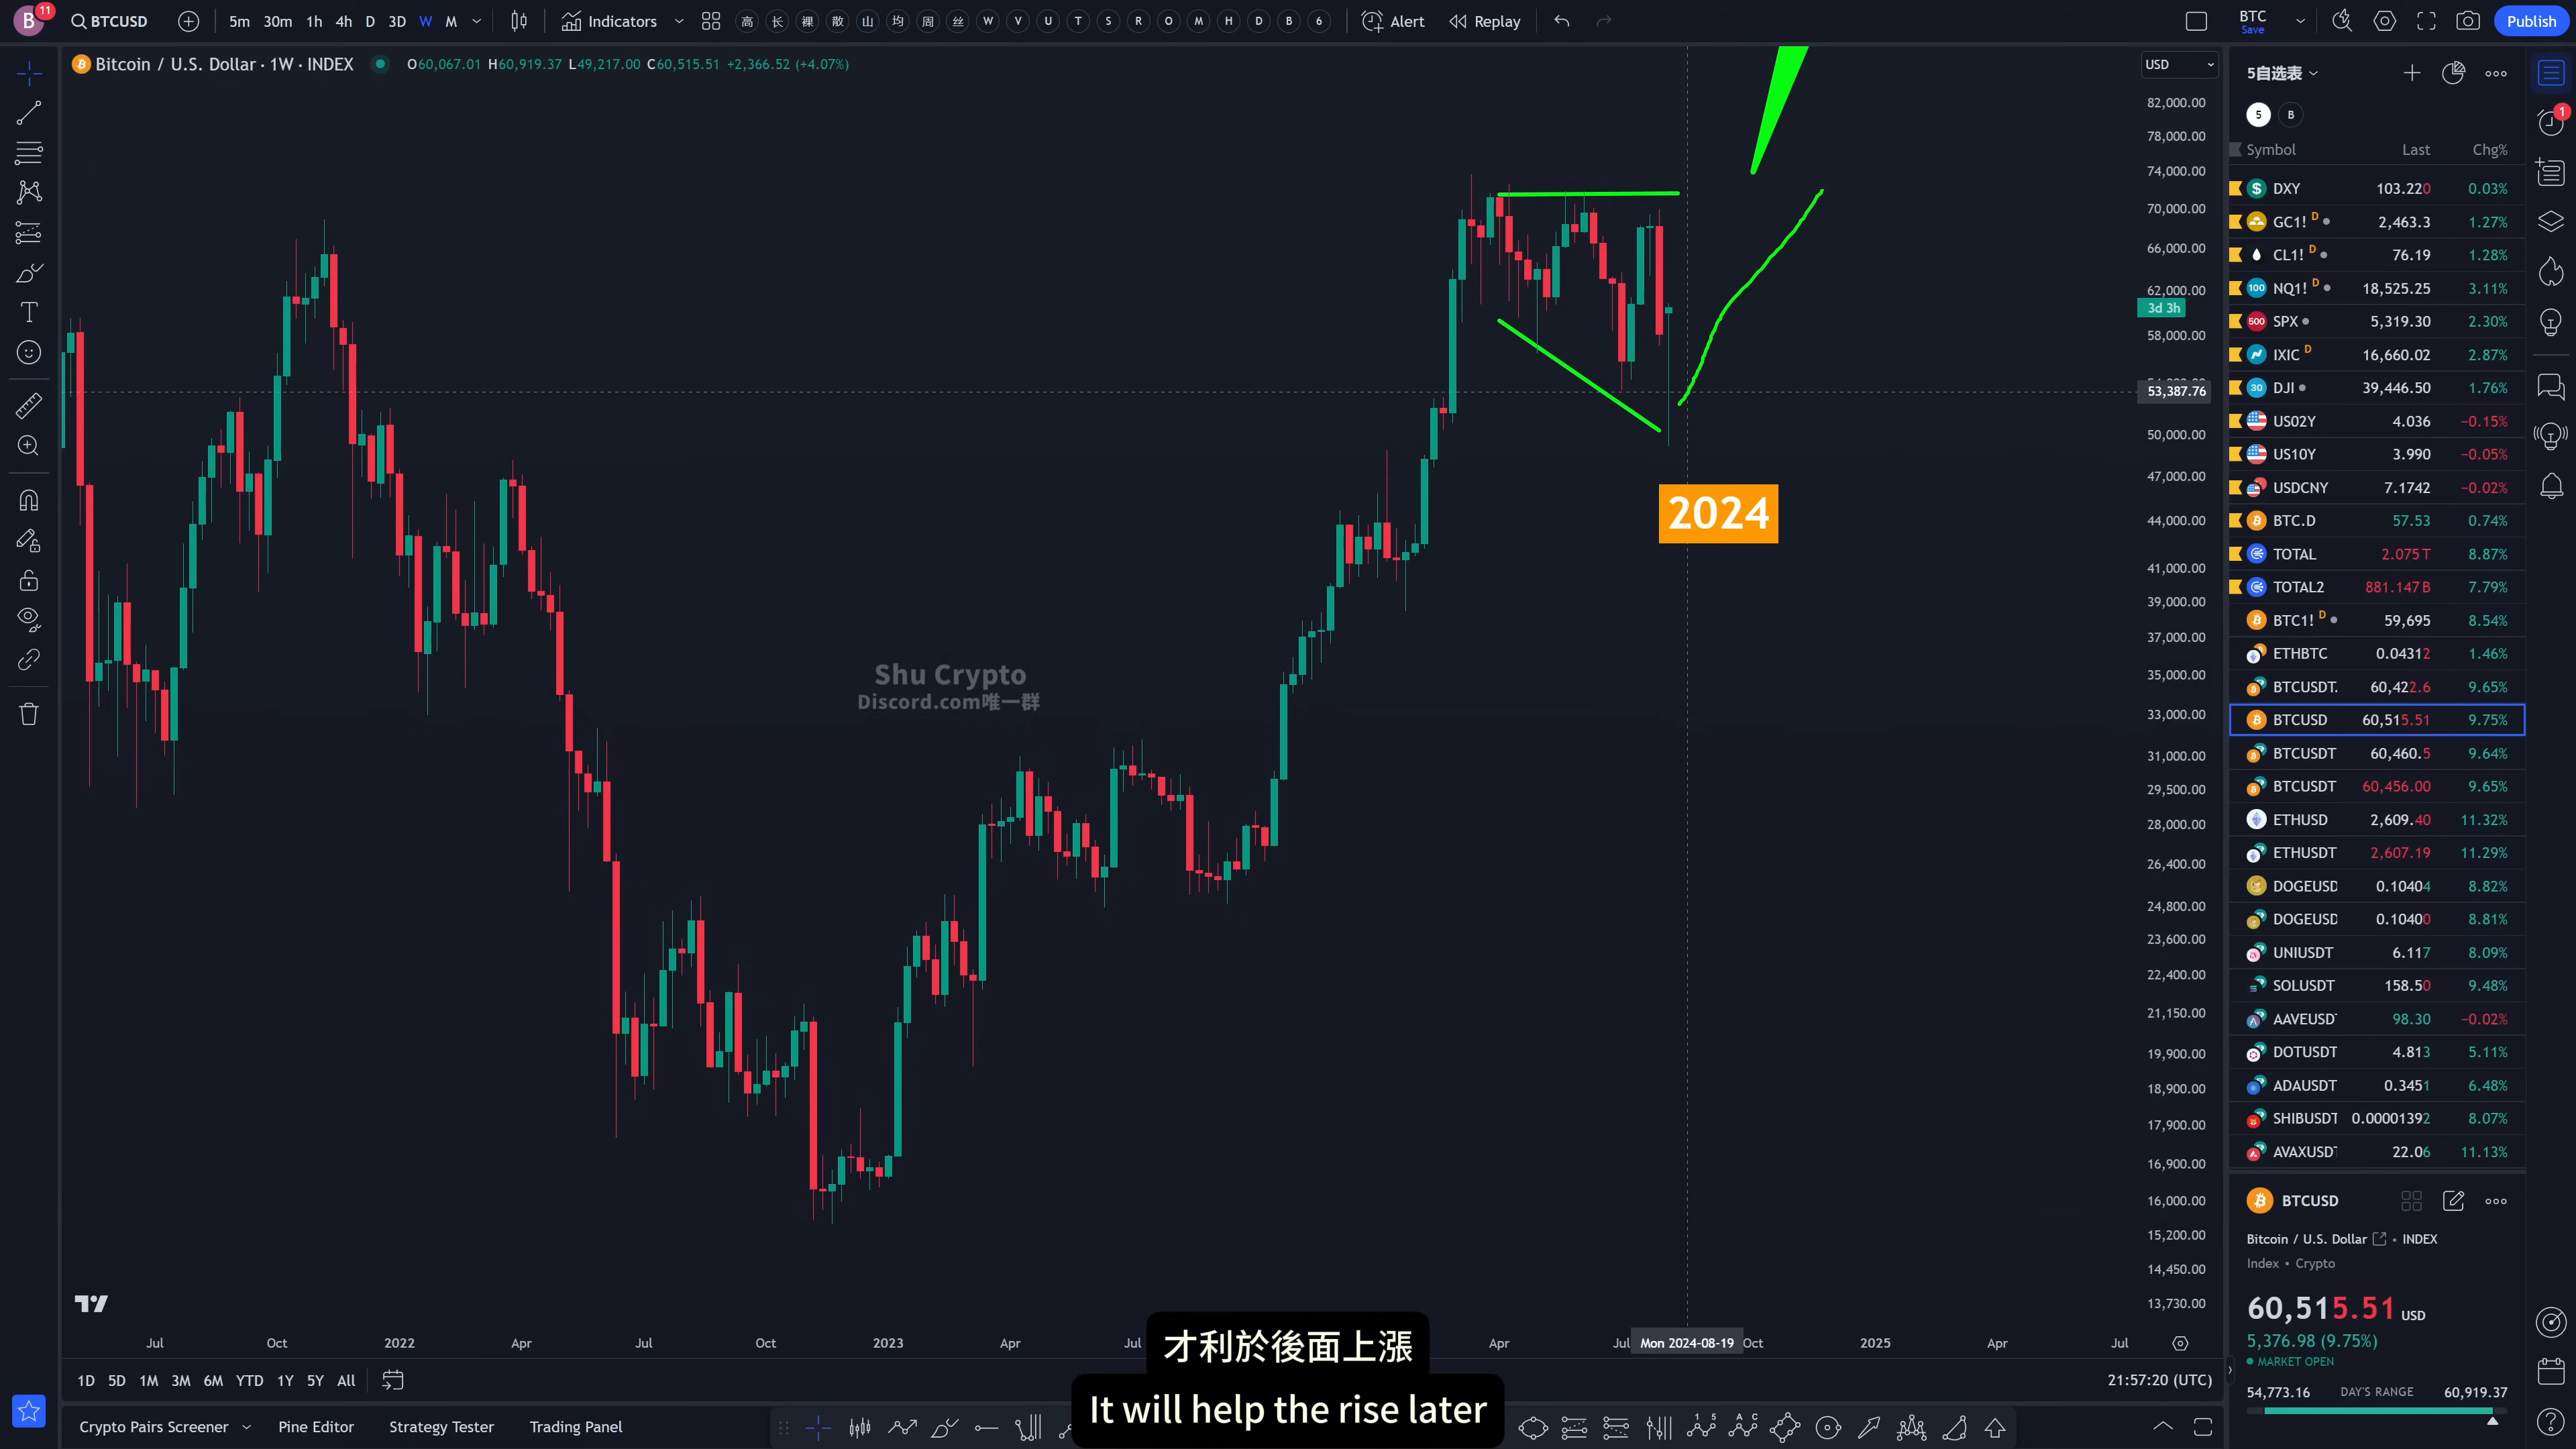 B 11 BTCUSD 5m 30m 1h 4h D 3D W M Indicators 高 长 裸 散 山 均 周 丝 W V U T S R O M H D B 6 Alert Replay BTC Save Publish
Bitcoin / U.S. Dollar · 1W · INDEX O60,067.01 H60,919.37 L49,217.00 C60,515.51 +2,366.52 (+4.07%)
USD
82,000.00
78,000.00
74,000.00
70,000.00
66,000.00
62,000.00
3d 3h
58,000.00
53,387.76
50,000.00
47,000.00
44,000.00
41,000.00
39,000.00
37,000.00
35,000.00
33,000.00
31,000.00
29,500.00
28,000.00
26,400.00
24,800.00
23,600.00
22,400.00
21,150.00
19,900.00
18,900.00
17,900.00
16,900.00
16,000.00
15,200.00
14,450.00
13,730.00
2024
Shu Crypto
Discord.com唯一群
Jul Oct 2022 Apr Jul Oct 2023 Apr Jul Apr Jul Mon 2024-08-19 Oct 2025 Apr Jul
1D 5D 1M 3M 6M YTD 1Y 5Y All
21:57:20 (UTC)
Crypto Pairs Screener Pine Editor Strategy Tester Trading Panel
才利於後面上漲
It will help the rise later
5自选表
5 B
1
Symbol Last Chg%
DXY 103.220 0.03%
GC1! D 2,463.3 1.27%
CL1! D 76.19 1.28%
100 NQ1! D 18,525.25 3.11%
500 SPX 5,319.30 2.30%
IXIC D 16,660.02 2.87%
30 DJI 39,446.50 1.76%
US02Y 4.036 −0.15%
US10Y 3.990 −0.05%
USDCNY 7.1742 −0.02%
BTC.D 57.53 0.74%
TOTAL 2.075 T 8.87%
TOTAL2 881.147 B 7.79%
BTC1! D 59,695 8.54%
ETHBTC 0.04312 1.46%
BTCUSDT. 60,422.6 9.65%
BTCUSD 60,515.51 9.75%
BTCUSDT 60,460.5 9.64%
BTCUSDT 60,456.00 9.65%
ETHUSD 2,609.40 11.32%
ETHUSDT 2,607.19 11.29%
DOGEUSD 0.10404 8.82%
DOGEUSD 0.10400 8.81%
UNIUSDT 6.117 8.09%
SOLUSDT 158.50 9.48%
AAVEUSD 98.30 −0.02%
DOTUSDT 4.813 5.11%
ADAUSDT 0.3451 6.48%
SHIBUSDT 0.00001392 8.07%
AVAXUSD 22.06 11.13%
BTCUSD
Bitcoin / U.S. Dollar • INDEX
Index • Crypto
60,515.51 USD
5,376.98 (9.75%)
MARKET OPEN
54,773.16 DAY'S RANGE 60,919.37